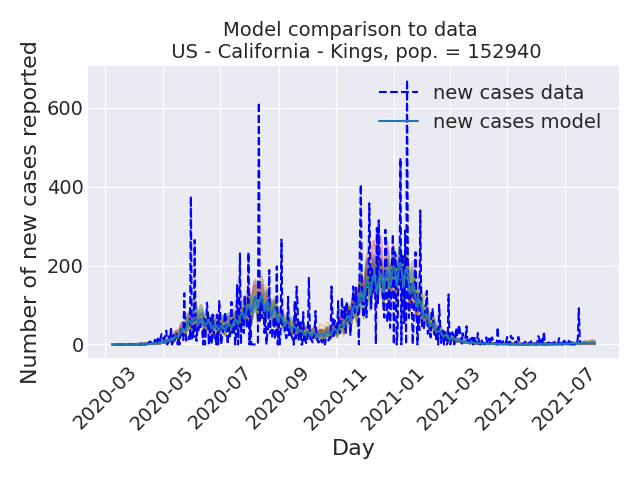 Model comparison to data
US - California - Kings, pop. = 152940
Number of new cases reported
600
400
200
0
new cases data
new cases model
2020-03
2020-05
2020-07
2020-09
2020-11
2021-01
2021-03
2021-05
2021-07
Day